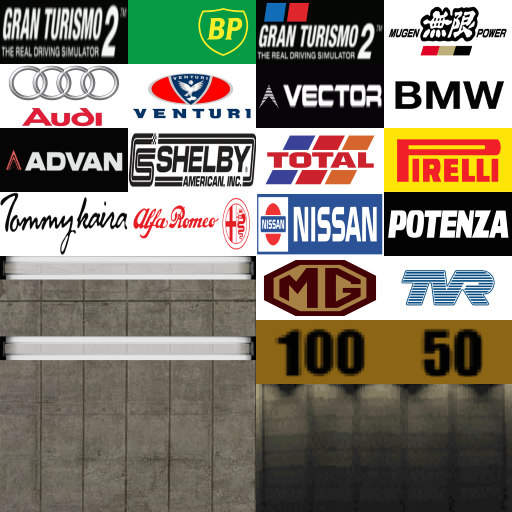 GRAN TURISMO 2™
THE REAL DRIVING SIMULATOR
BP
GRAN TURISMO 2™
THE REAL DRIVING SIMULATOR
MUGEN 無限 POWER
Audi
VENTURI
VENTURI
VECTOR
BMW
ADVAN
SHELBY
AMERICAN, INC.
TOTAL
PIRELLI
Tommykaira
Alfa Romeo
NISSAN
NISSAN
POTENZA
MG
TVR
100
50